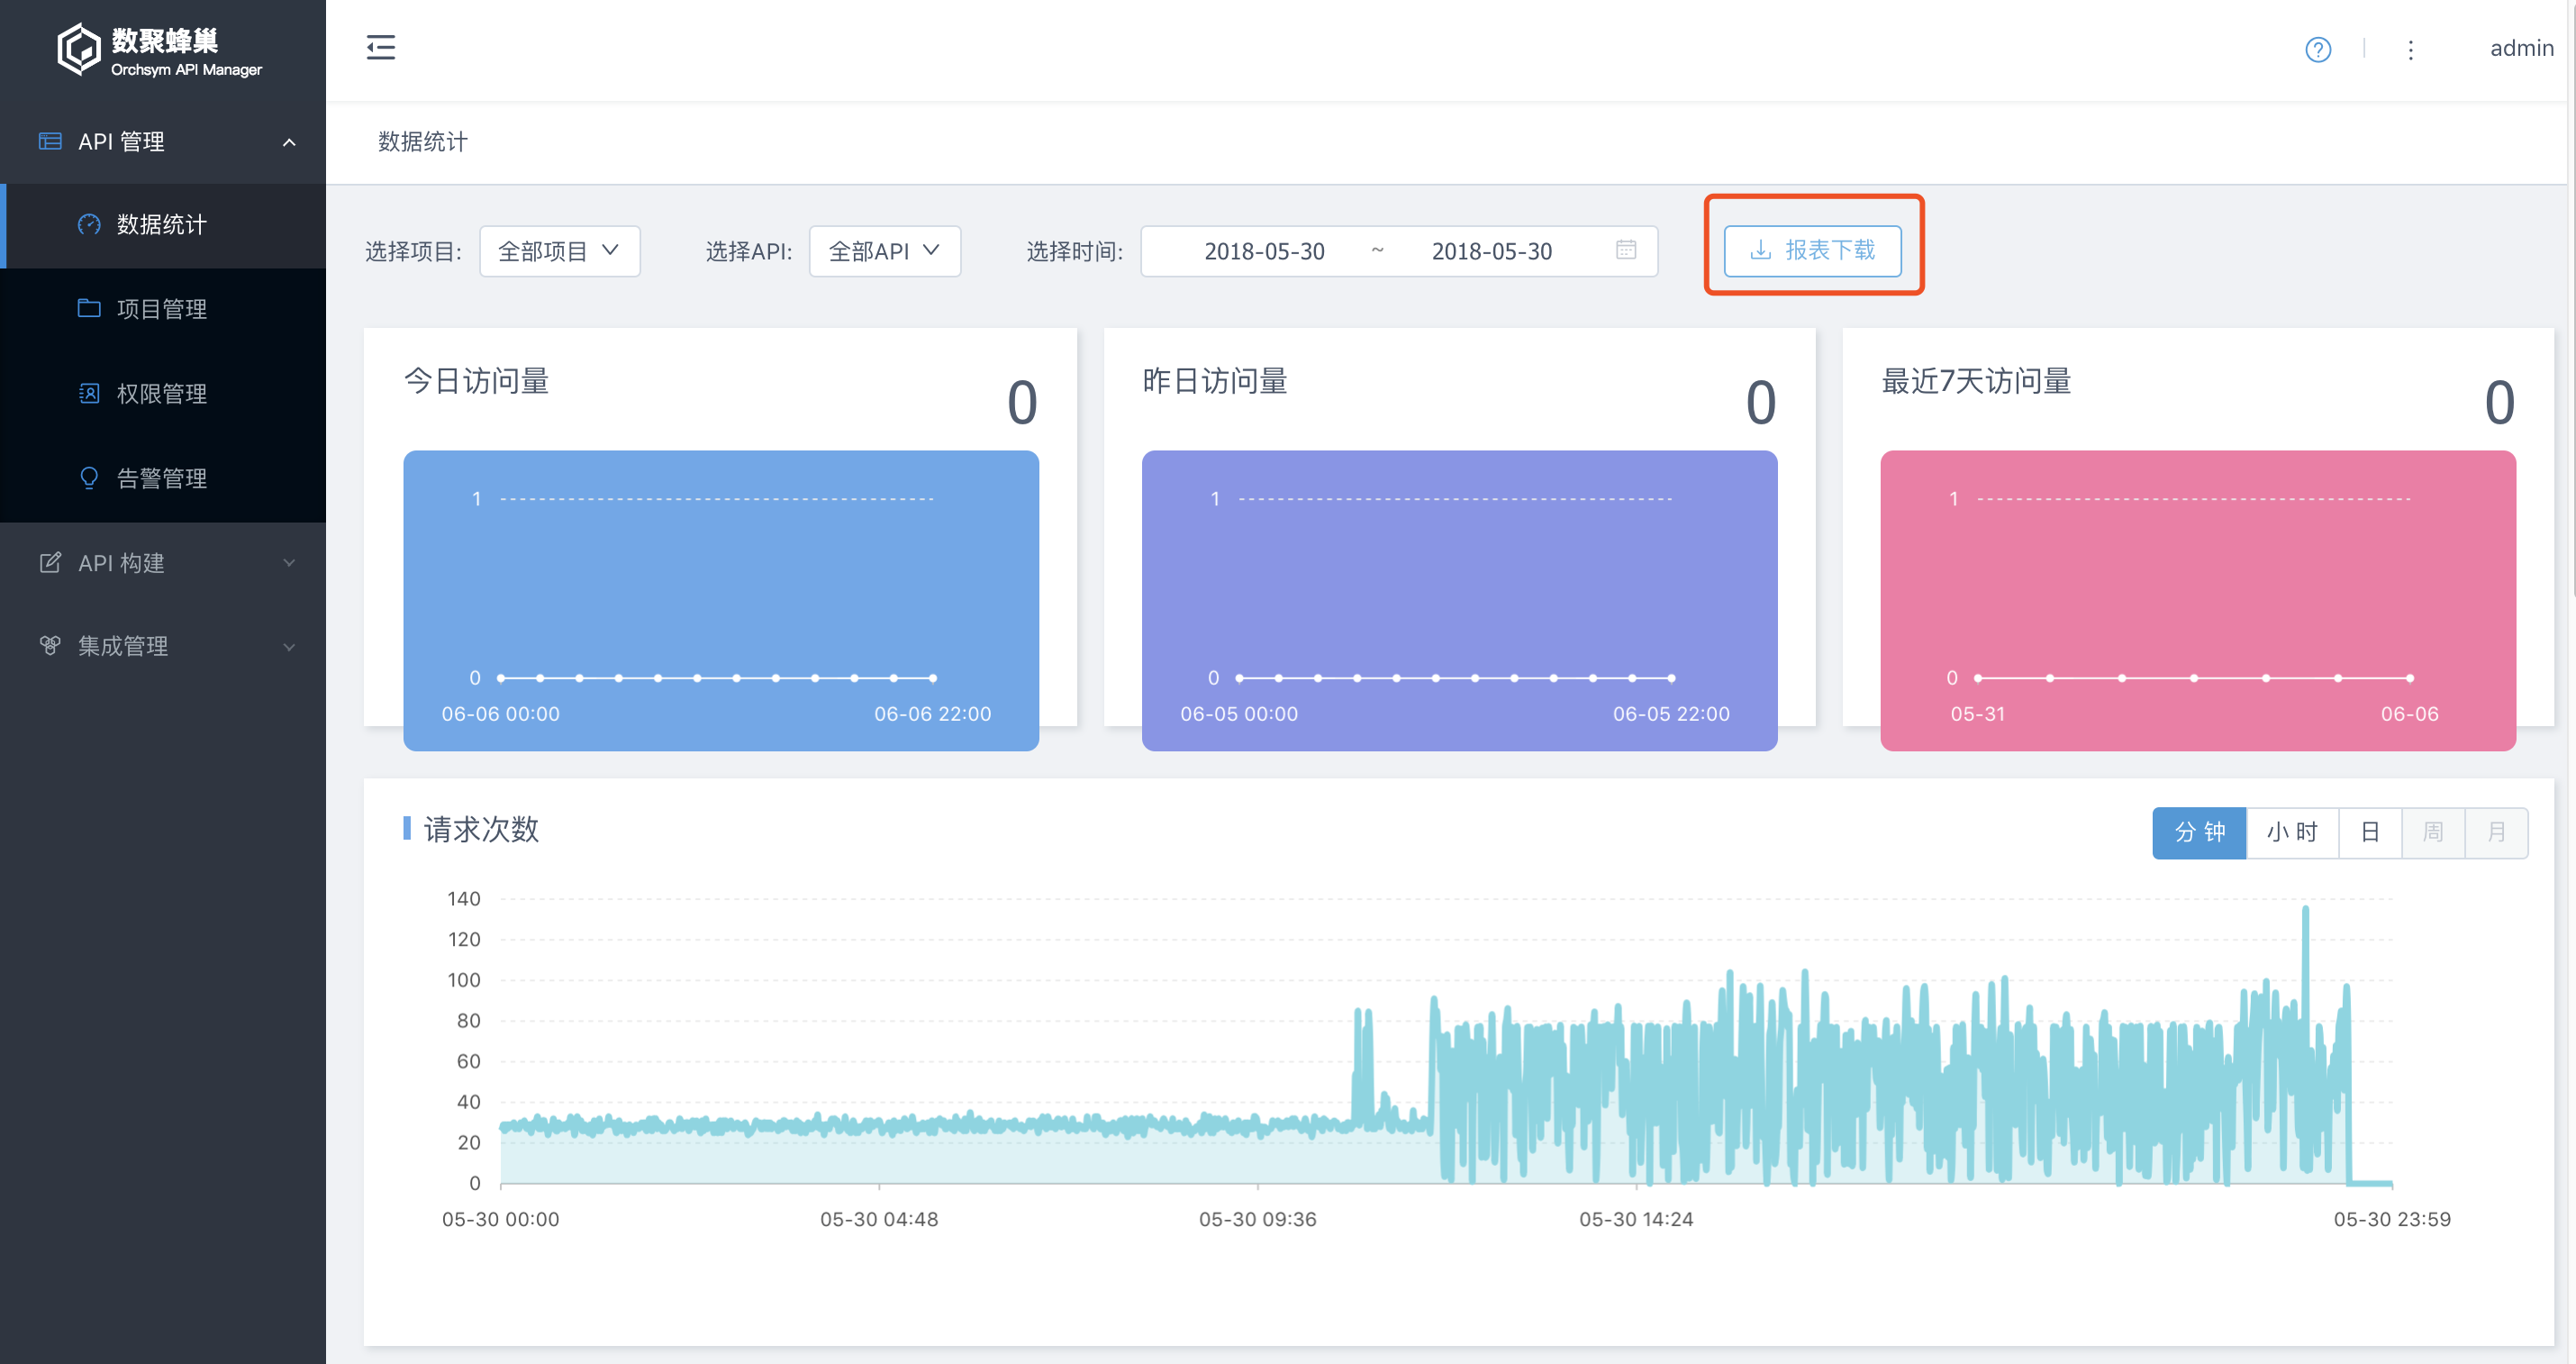 数聚蜂巢
Orchsym API Manager
admin
API 管理
数据统计
项目管理
权限管理
告警管理
API 构建
集成管理
数据统计
选择项目: 全部项目 选择API: 全部API 选择时间: 2018-05-30 ~ 2018-05-30 报表下载
今日访问量
0
1
0
06-06 00:00 06-06 22:00
昨日访问量
0
1
0
06-05 00:00 06-05 22:00
最近7天访问量
0
1
0
05-31 06-06
请求次数
分钟 小时 日 周 月
140
120
100
80
60
40
20
0
05-30 00:00 05-30 04:48 05-30 09:36 05-30 14:24 05-30 23:59